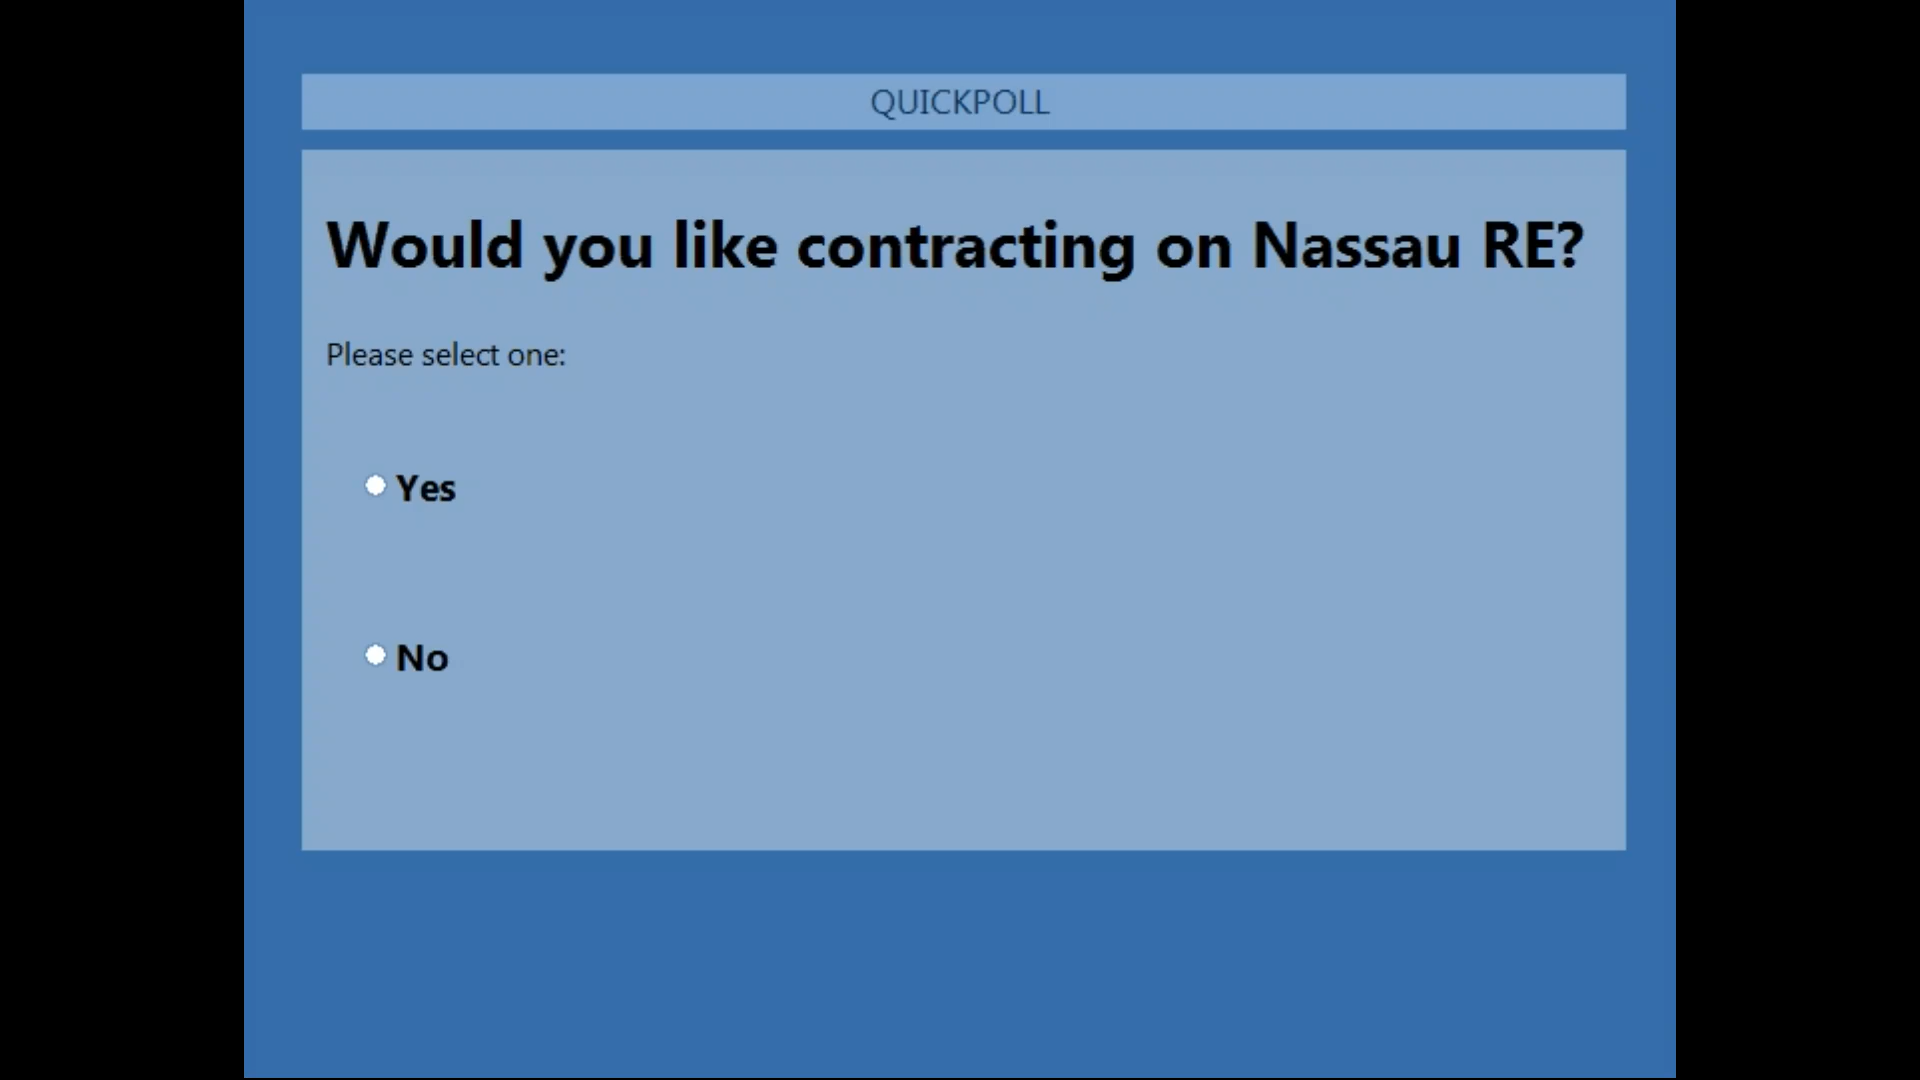 QUICKPOLL
Would you like contracting on Nassau RE?
Please select one:
Yes
No